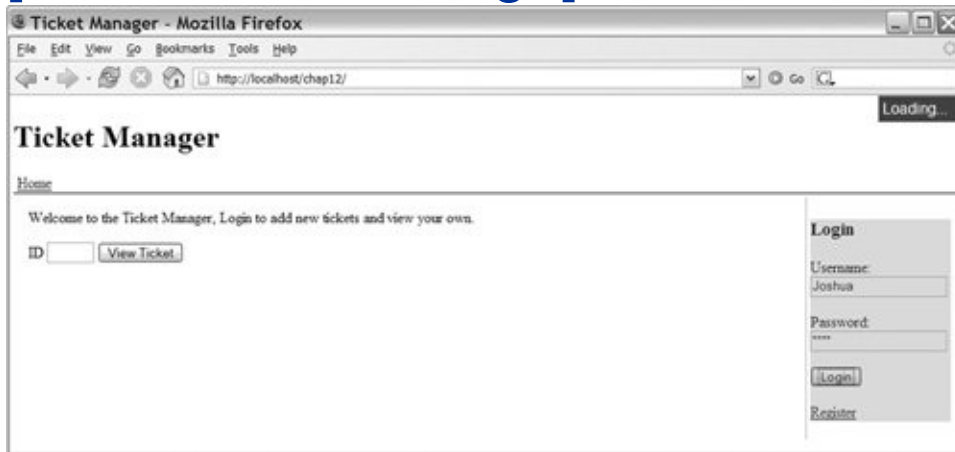 Ticket Manager - Mozilla Firefox
File Edit View Go Bookmarks Tools Help
http://localhost/chap12/ Go
Loading...
Ticket Manager
Home
Welcome to the Ticket Manager, Login to add new tickets and view your own.
ID View Ticket
Login
Username:
Joshua
Password:
****
Login
Register